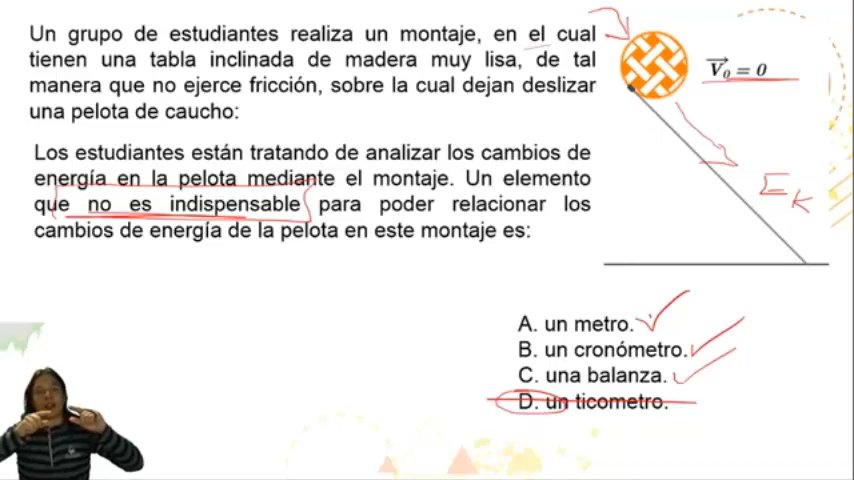 Un grupo de estudiantes realiza un montaje, en el cual
tienen una tabla inclinada de madera muy lisa, de tal
manera que no ejerce fricción, sobre la cual dejan deslizar
una pelota de caucho:
V₀ = 0
Los estudiantes están tratando de analizar los cambios de
energía en la pelota mediante el montaje. Un elemento
que no es indispensable para poder relacionar los
cambios de energía de la pelota en este montaje es:
E_K
A. un metro.
B. un cronómetro.
C. una balanza.
D. un ticometro.